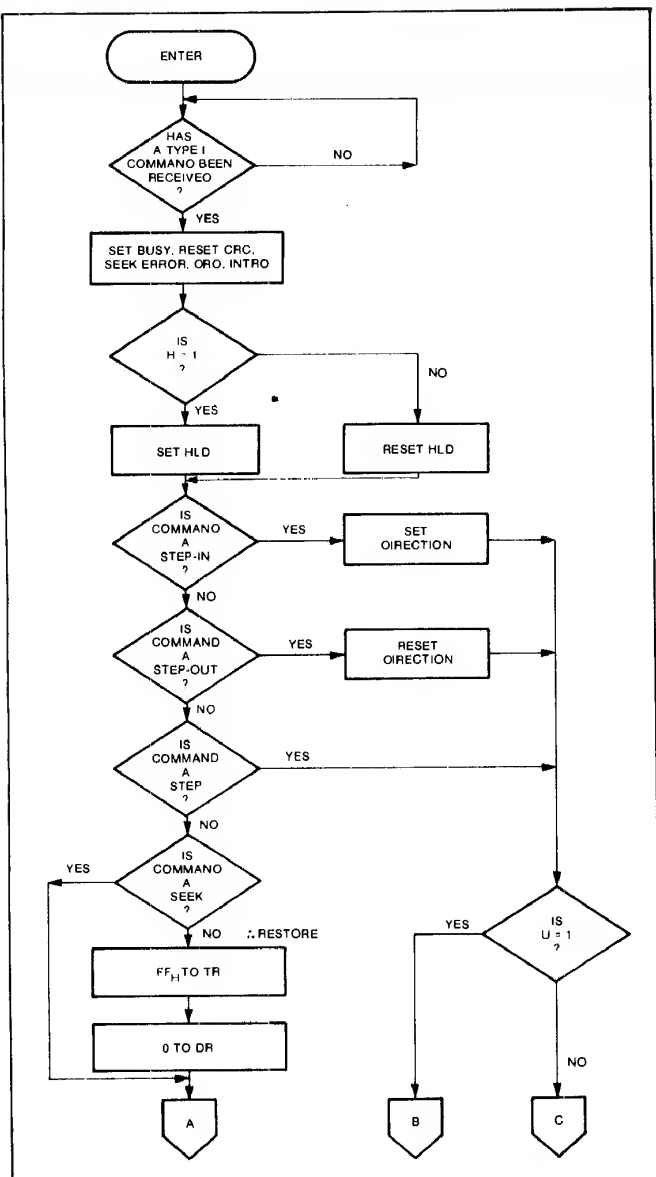 ENTER
HAS
A TYPE I
COMMANO BEEN
RECEIVEO
?
NO
YES
SET BUSY, RESET CRC,
SEEK ERROR, ORO, INTRO
IS
H = 1
?
NO
YES
SET HLD
RESET HLD
IS
COMMANO
A
STEP-IN
?
YES
SET
OIRECTION
NO
IS
COMMAND
A
STEP-OUT
?
YES
RESET
OIRECTION
NO
IS
COMMAND
A
STEP
?
YES
NO
IS
COMMANO
A
SEEK
?
YES
NO ∴ RESTORE
IS
U = 1
?
YES
NO
FFH TO TR
0 TO DR
A
B
C